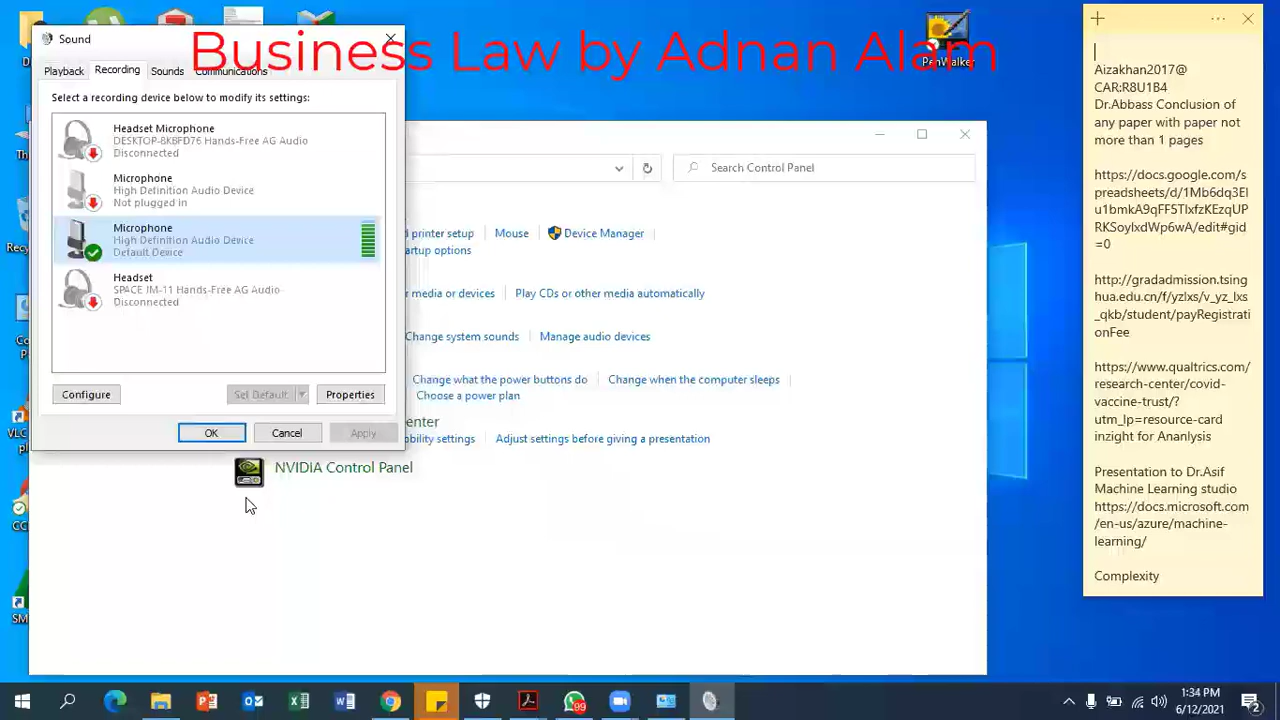 Sound
Business Law by Adnan Alam
PenWalker
Playback
Recording
Sounds
Communications
Select a recording device below to modify its settings:
Headset Microphone
DESKTOP-8KBFD76 Hands-Free AG Audio
Disconnected
Microphone
High Definition Audio Device
Not plugged in
Microphone
High Definition Audio Device
Default Device
Headset
SPACE JM-11 Hands-Free AG Audio
Disconnected
Configure
Set Default
Properties
OK
Cancel
Apply
Search Control Panel
d printer setup
Mouse
Device Manager
artup options
r media or devices
Play CDs or other media automatically
Change system sounds
Manage audio devices
Change what the power buttons do
Change when the computer sleeps
Choose a power plan
enter
obility settings
Adjust settings before giving a presentation
NVIDIA Control Panel
Aizakhan2017@
CAR:R8U1B4
Dr.Abbass Conclusion of
any paper with paper not
more than 1 pages
https://docs.google.com/s
preadsheets/d/1Mb6dq3El
u1bmkA9qFFSTlxfzKEzqUP
RKSoylxdWp6wA/edit#gid
=0
http://gradadmission.tsing
hua.edu.cn/f/yzlxs/v_yz_lxs
_qkb/student/payRegistrati
onFee
https://www.qualtrics.com/
research-center/covid-
vaccine-trust/?
utm_lp=resource-card
inzight for Ananlysis
Presentation to Dr.Asif
Machine Learning studio
https://docs.microsoft.com
/en-us/azure/machine-
learning/
Complexity
99
1:34 PM
6/12/2021
2